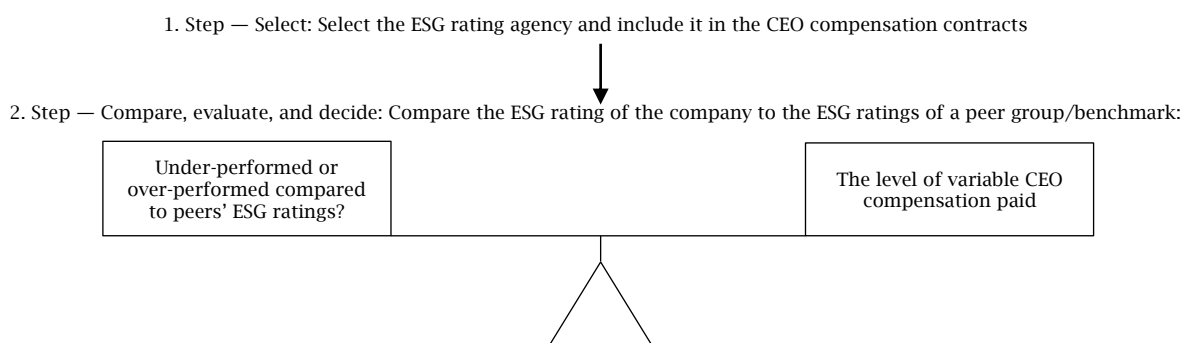 1. Step — Select: Select the ESG rating agency and include it in the CEO compensation contracts
2. Step — Compare, evaluate, and decide: Compare the ESG rating of the company to the ESG ratings of a peer group/benchmark:
Under-performed or
over-performed compared
to peers’ ESG ratings?
The level of variable CEO
compensation paid